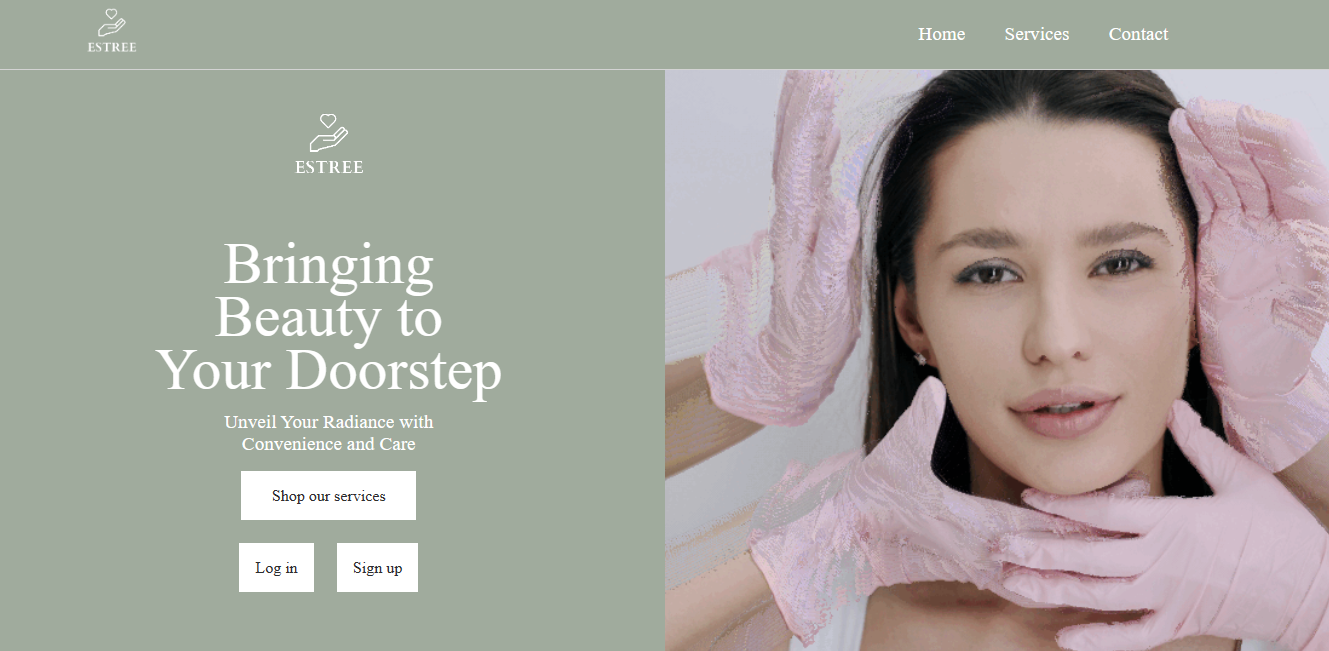 ESTREE
Home
Services
Contact
ESTREE
Bringing
Beauty to
Your Doorstep
Unveil Your Radiance with
Convenience and Care
Shop our services
Log in
Sign up